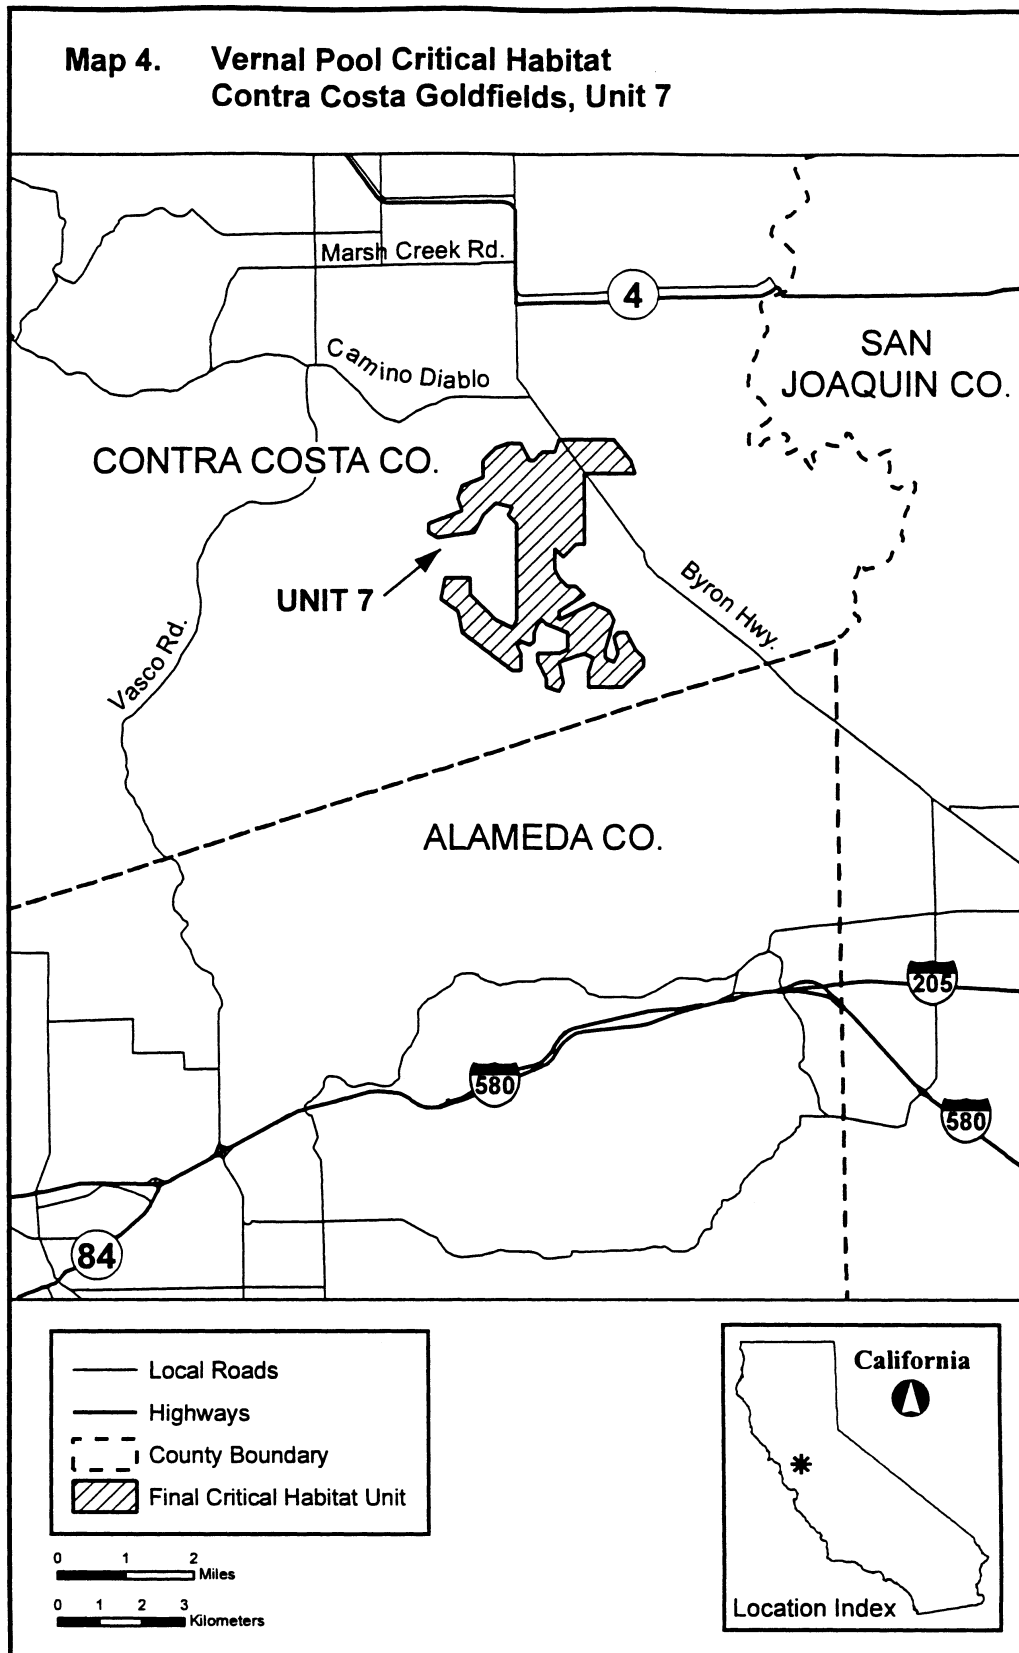 Map 4. Vernal Pool Critical Habitat
Contra Costa Goldfields, Unit 7
Marsh Creek Rd.
4
SAN
JOAQUIN CO.
Camino Diablo
CONTRA COSTA CO.
UNIT 7
Byron Hwy.
Vasco Rd.
ALAMEDA CO.
205
580
580
84
Local Roads
Highways
County Boundary
Final Critical Habitat Unit
0 1 2
Miles
0 1 2 3
Kilometers
California
Location Index